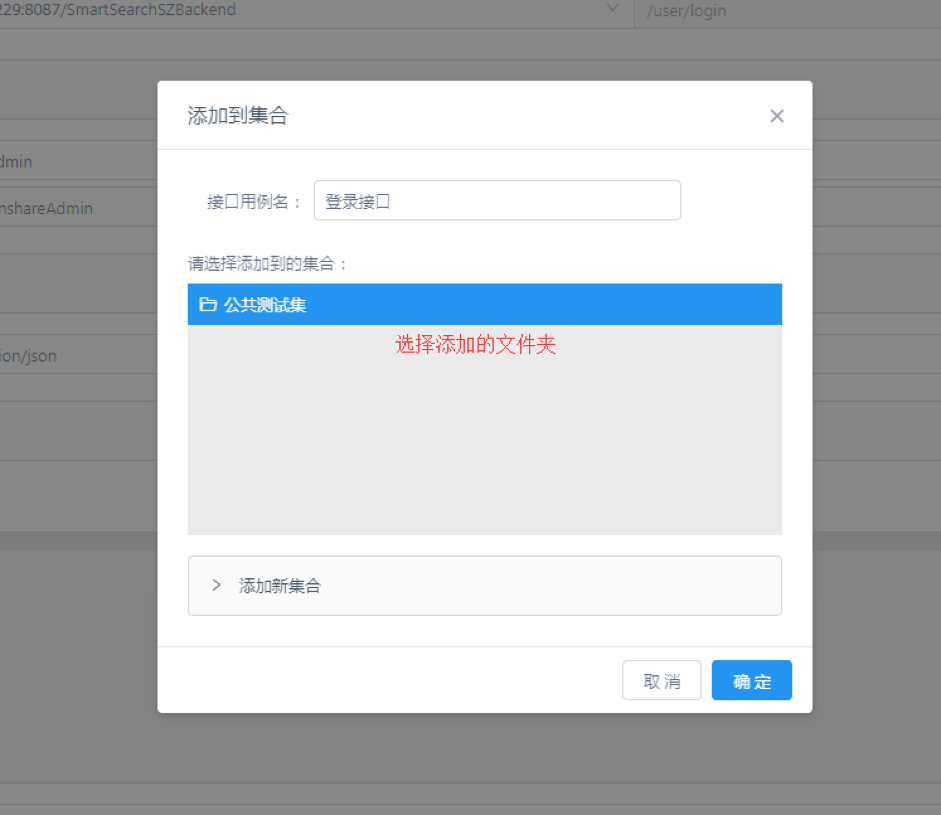 229:8087/SmartSearchSZBackend
/user/login
添加到集合
dmin
接口用例名：
登录接口
nshareAdmin
请选择添加到的集合：
公共测试集
选择添加的文件夹
ion/json
添加新集合
取消
确定